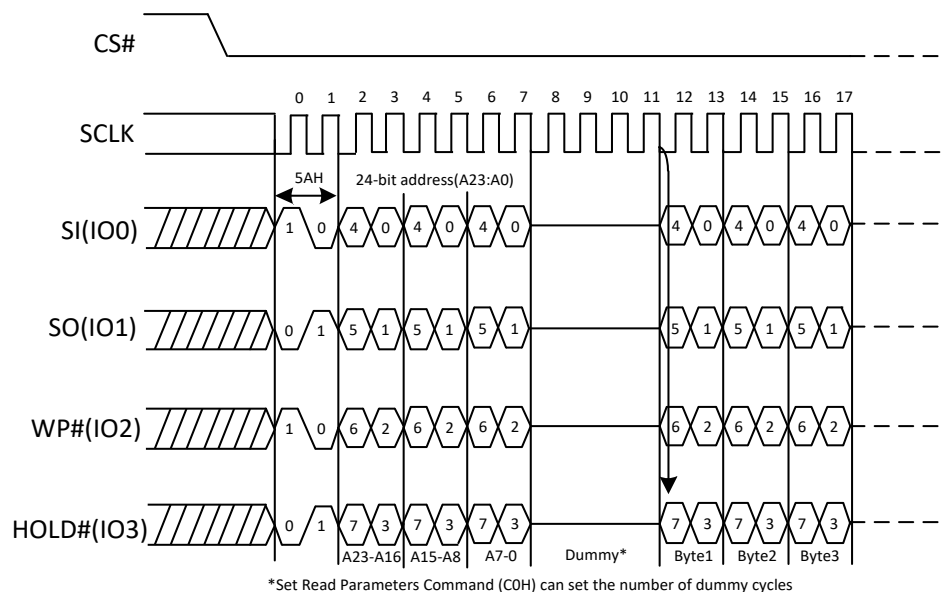 CS#
0 1 2 3 4 5 6 7 8 9 10 11 12 13 14 15 16 17
SCLK
5AH 24-bit address(A23:A0)
SI(IO0) 1 0 4 0 4 0 4 0 4 0 4 0 4 0
SO(IO1) 0 1 5 1 5 1 5 1 5 1 5 1 5 1
WP#(IO2) 1 0 6 2 6 2 6 2 6 2 6 2 6 2
HOLD#(IO3) 0 1 7 3 7 3 7 3 7 3 7 3 7 3
A23-A16 A15-A8 A7-0 Dummy* Byte1 Byte2 Byte3
*Set Read Parameters Command (C0H) can set the number of dummy cycles